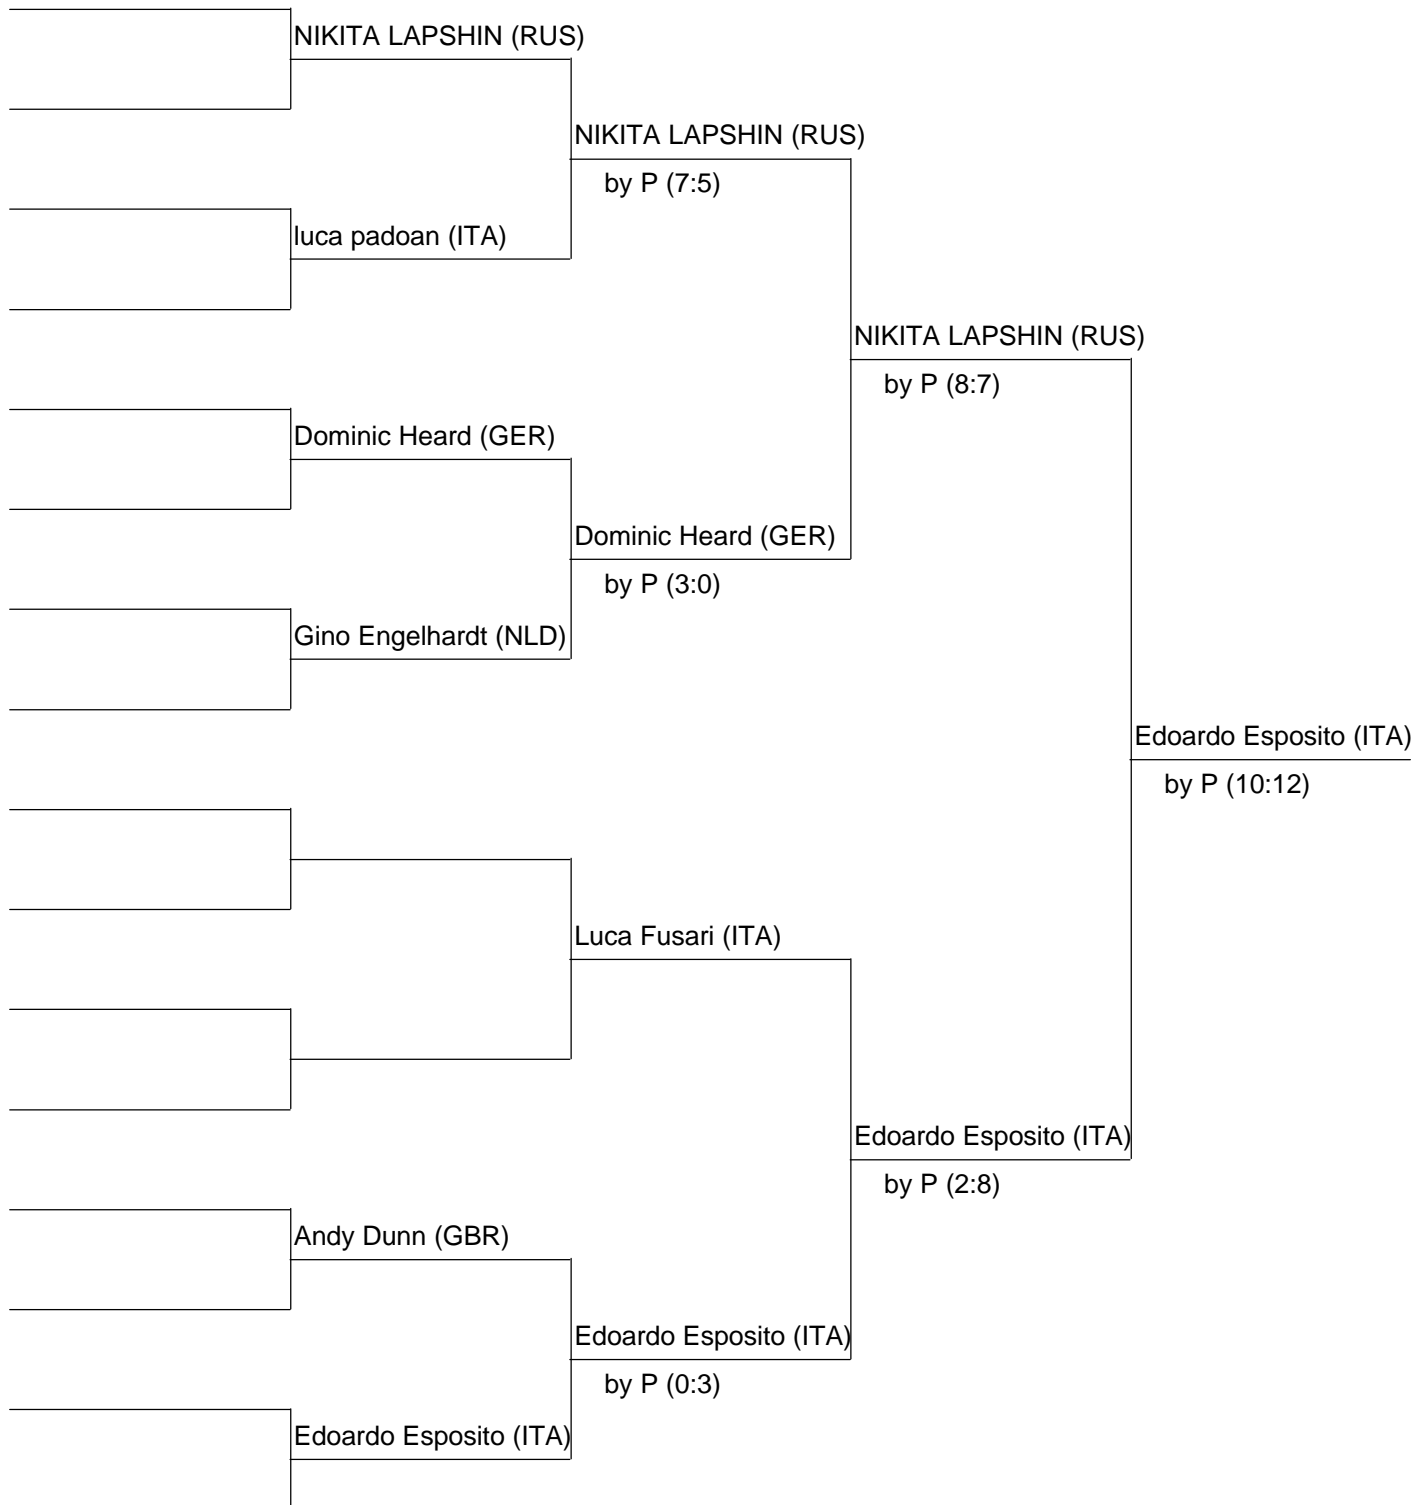 NIKITA LAPSHIN (RUS)
NIKITA LAPSHIN (RUS)
by P (7:5)
luca padoan (ITA)
NIKITA LAPSHIN (RUS)
by P (8:7)
Dominic Heard (GER)
Dominic Heard (GER)
by P (3:0)
Gino Engelhardt (NLD)
Edoardo Esposito (ITA)
by P (10:12)
Luca Fusari (ITA)
Edoardo Esposito (ITA)
by P (2:8)
Andy Dunn (GBR)
Edoardo Esposito (ITA)
by P (0:3)
Edoardo Esposito (ITA)